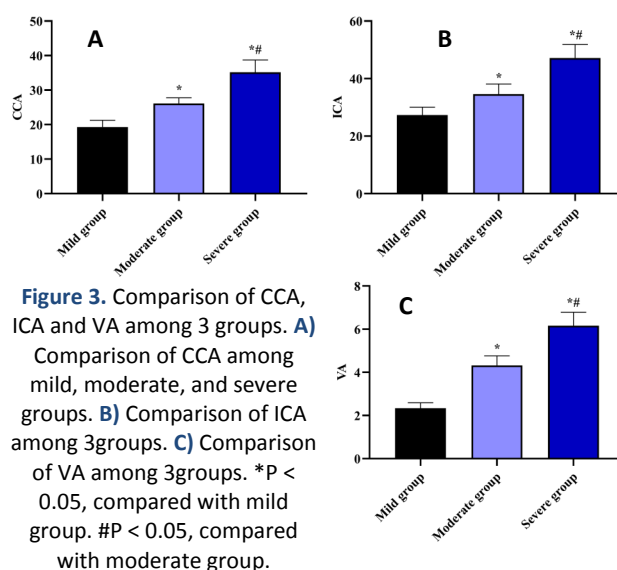 A
CCA
60
40
20
0
Mild group
Moderate group
Severe group
*
*#
B
ICA
60
40
20
0
Mild group
Moderate group
Severe group
*
*#
Figure 3. Comparison of CCA,
ICA and VA among 3 groups. A)
Comparison of CCA among
mild, moderate, and severe
groups. B) Comparison of ICA
among 3groups. C) Comparison
of VA among 3groups. *P <
0.05, compared with mild
group. #P < 0.05, compared
with moderate group.
C
VA
8
6
4
2
0
Mild group
Moderate group
Severe group
*
*#